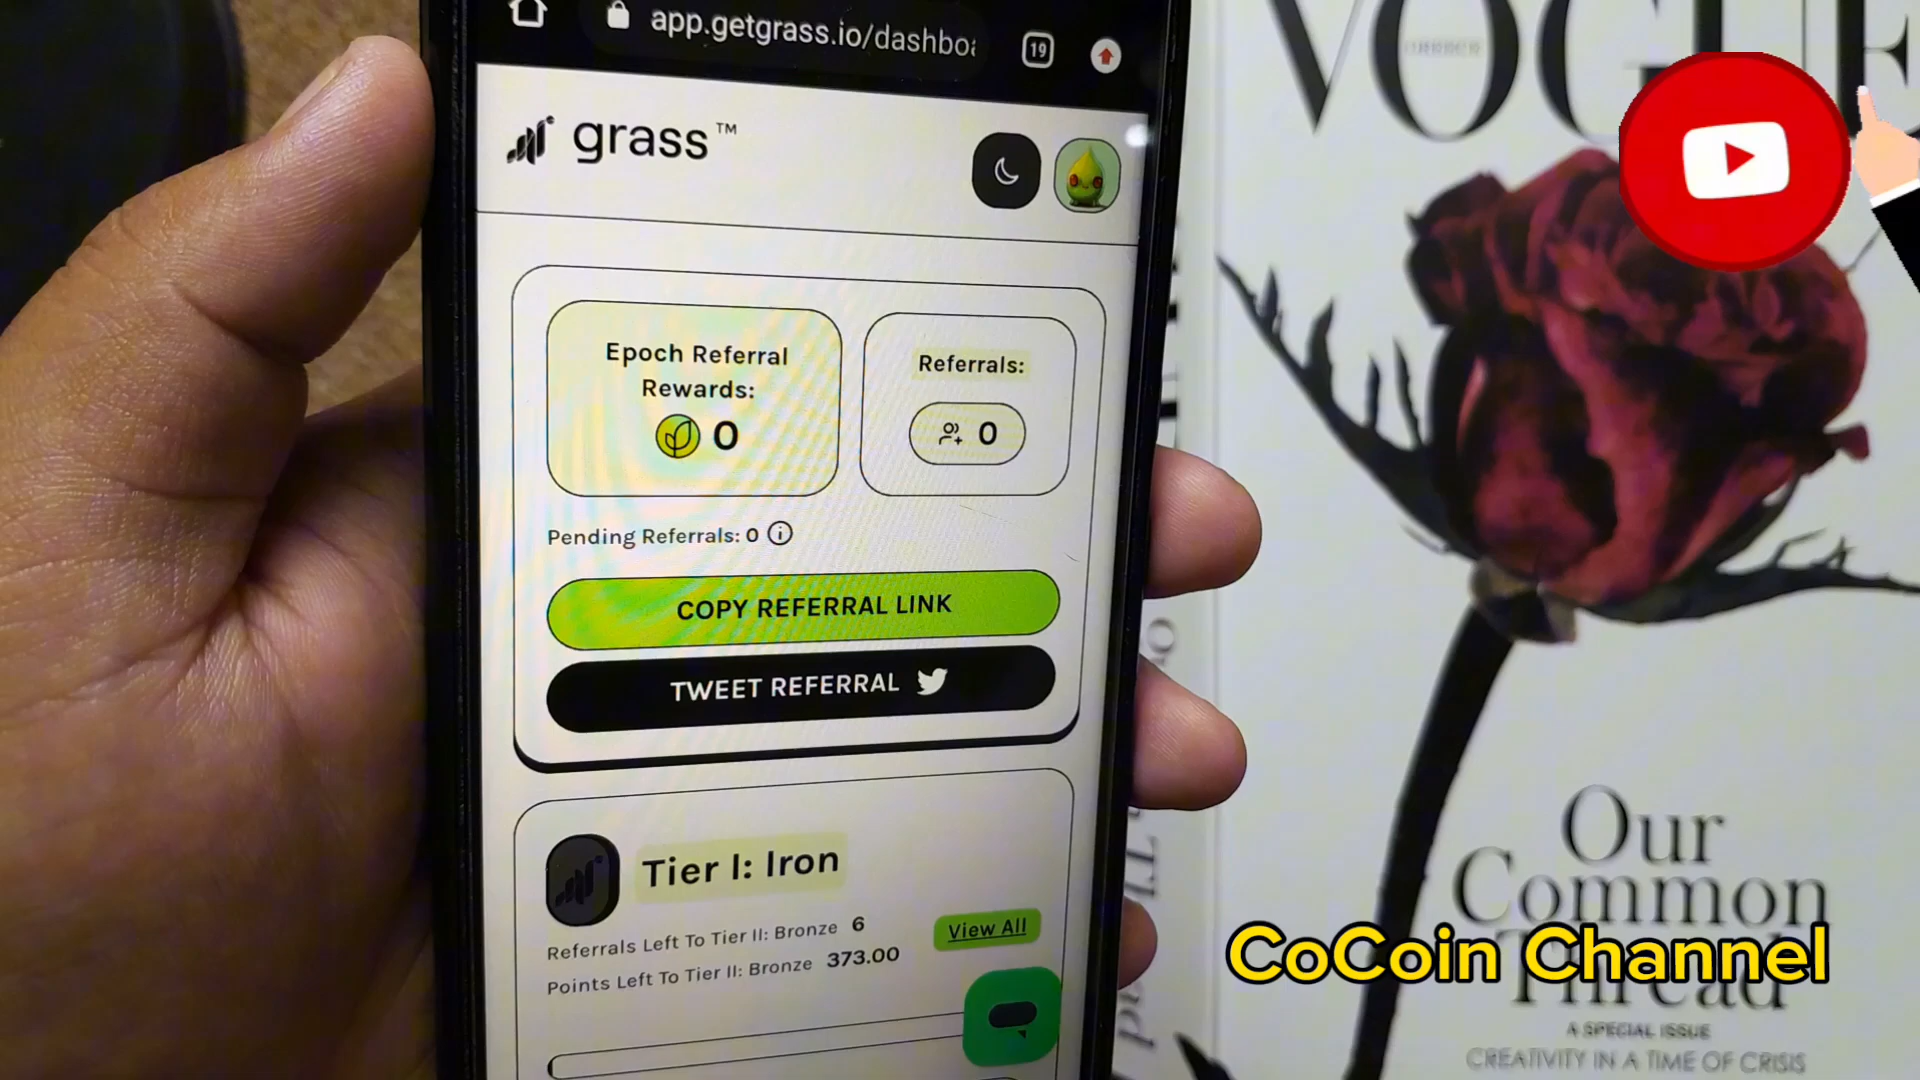 app.getgrass.io/dashboa
19
grass™
Epoch Referral
Rewards:
0
Referrals:
0
Pending Referrals: 0
COPY REFERRAL LINK
TWEET REFERRAL
Tier I: Iron
Referrals Left To Tier II: Bronze 6
Points Left To Tier II: Bronze 373.00
View All
VOGUE
Our
Common
Thread
CoCoin Channel
A SPECIAL ISSUE
CREATIVITY IN A TIME OF CRISIS